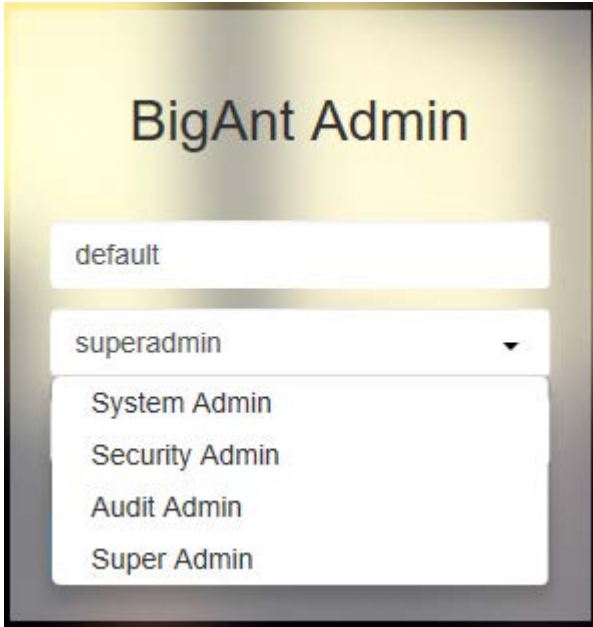 BigAnt Admin
default
superadmin
System Admin
Security Admin
Audit Admin
Super Admin